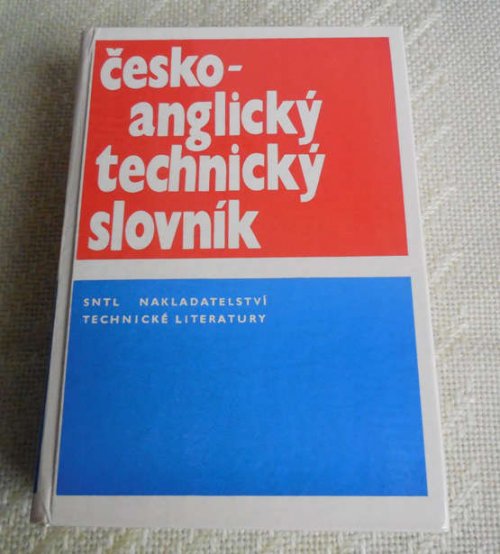 česko-
anglický
technický
slovník
SNTL NAKLADATELSTVÍ
TECHNICKÉ LITERATURY